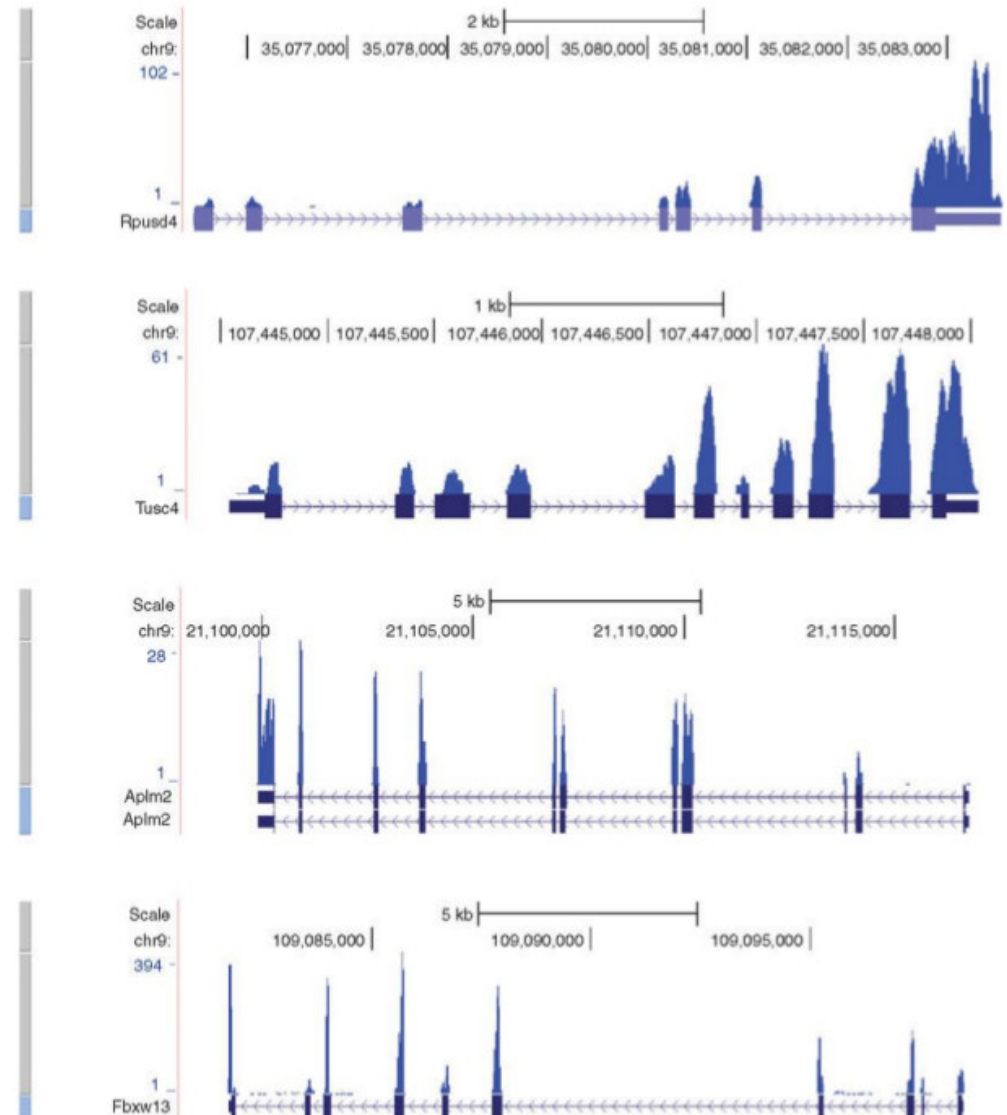 Scale 2 kb
chr9: 35,077,000 35,078,000 35,079,000 35,080,000 35,081,000 35,082,000 35,083,000
102
1
Rpusd4
Scale 1 kb
chr9: 107,445,000 107,445,500 107,446,000 107,446,500 107,447,000 107,447,500 107,448,000
61
1
Tusc4
Scale 5 kb
chr9: 21,100,000 21,105,000 21,110,000 21,115,000
28
1
Aplm2
Aplm2
Scale 5 kb
chr9: 109,085,000 109,090,000 109,095,000
394
1
Fbxw13